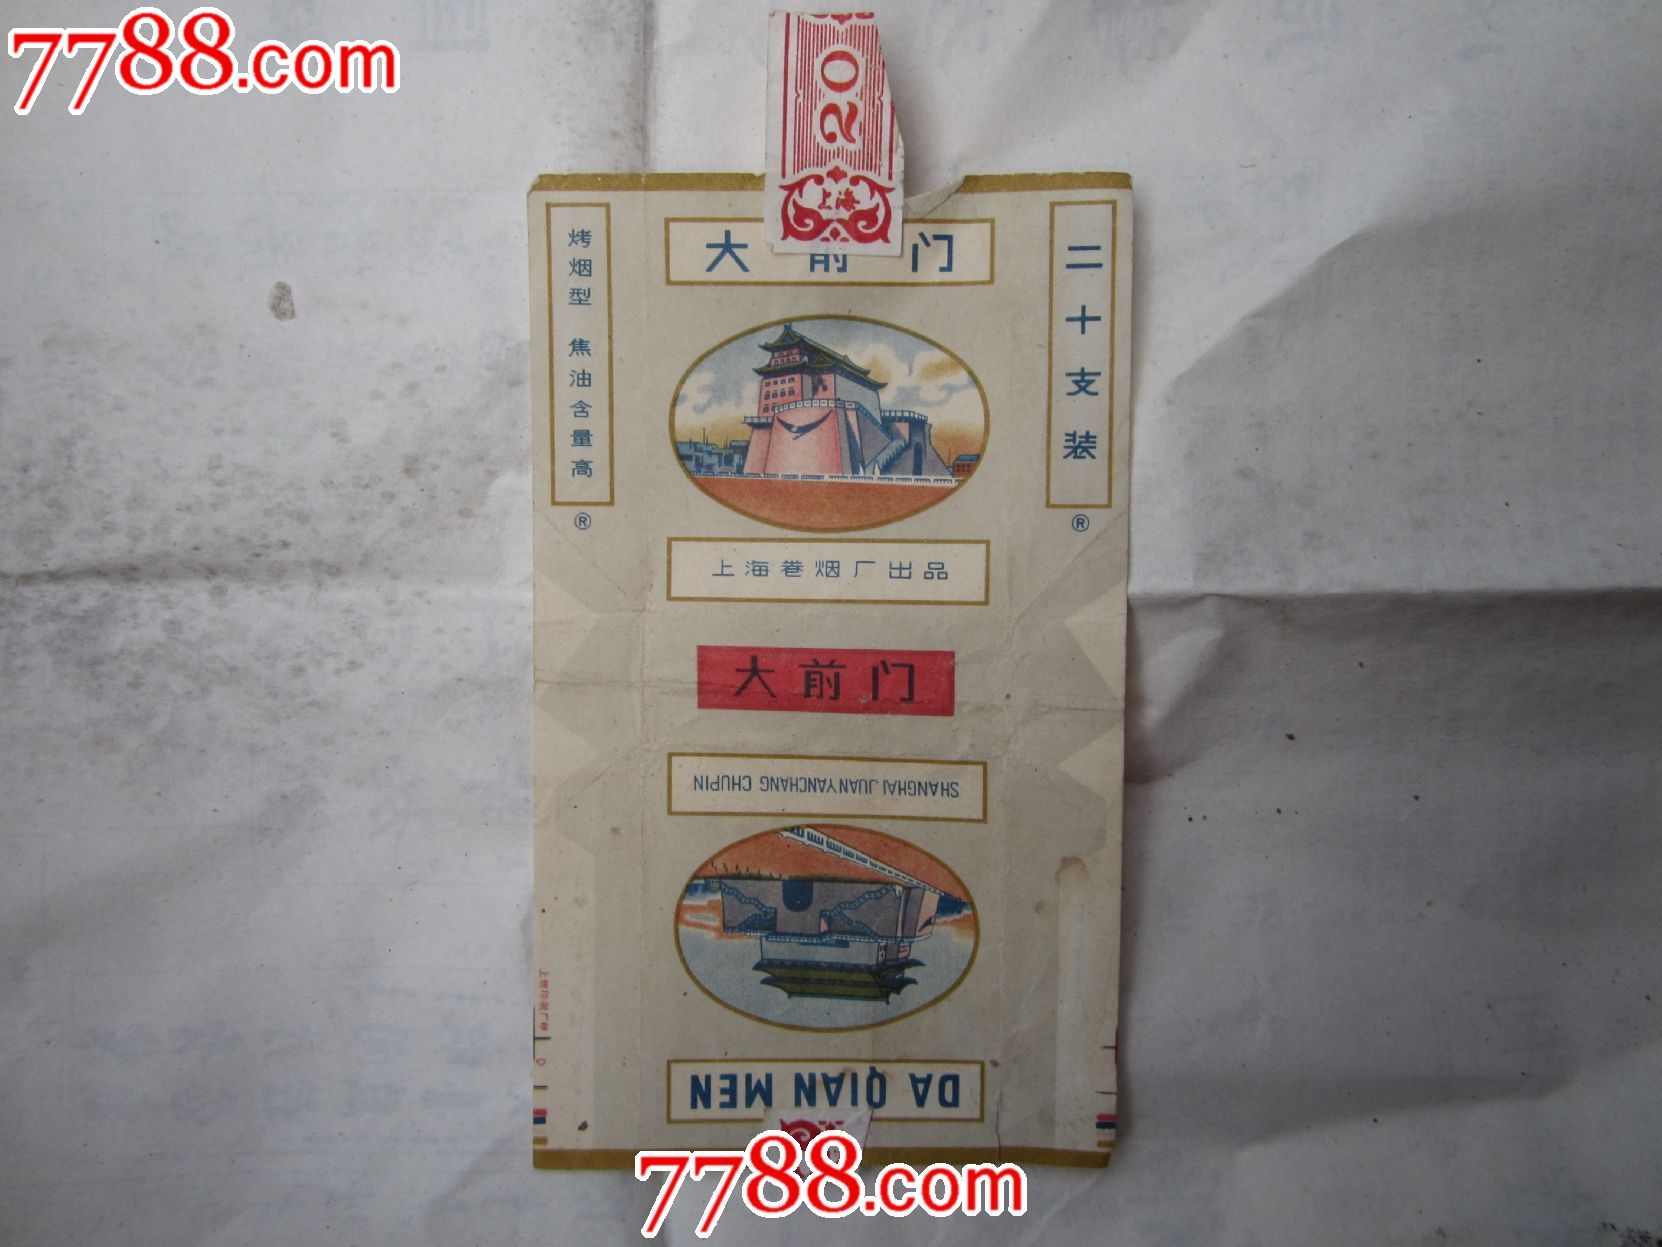 7788.com
20
上海
大前门
烤烟型 焦油含量高
®
二十支装
®
上海卷烟厂出品
大前门
SHANGHAI JUANYANCHANG CHUPIN
DA QIAN MEN
D
7788.com